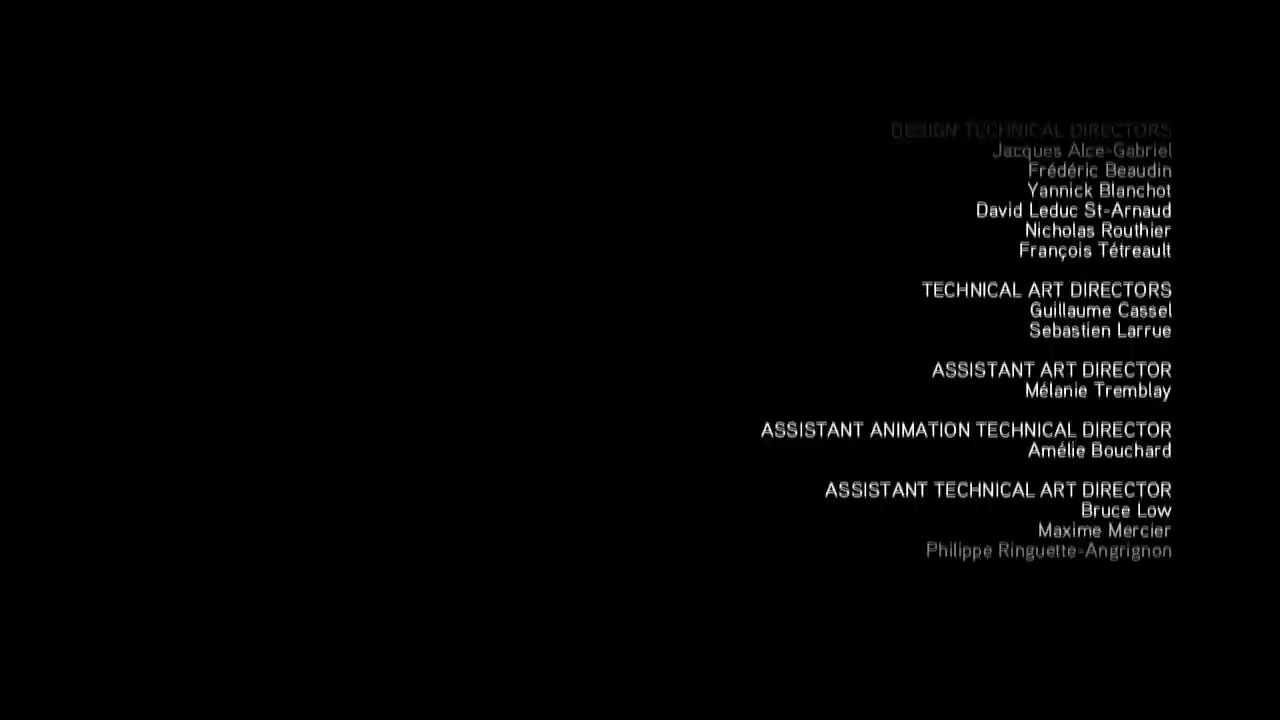 DESIGN TECHNICAL DIRECTORS
Jacques Alce-Gabriel
Frédéric Beaudin
Yannick Blanchot
David Leduc St-Arnaud
Nicholas Routhier
François Tétreault
TECHNICAL ART DIRECTORS
Guillaume Cassel
Sebastien Larrue
ASSISTANT ART DIRECTOR
Mélanie Tremblay
ASSISTANT ANIMATION TECHNICAL DIRECTOR
Amélie Bouchard
ASSISTANT TECHNICAL ART DIRECTOR
Bruce Low
Maxime Mercier
Philippe Ringuette-Angrignon